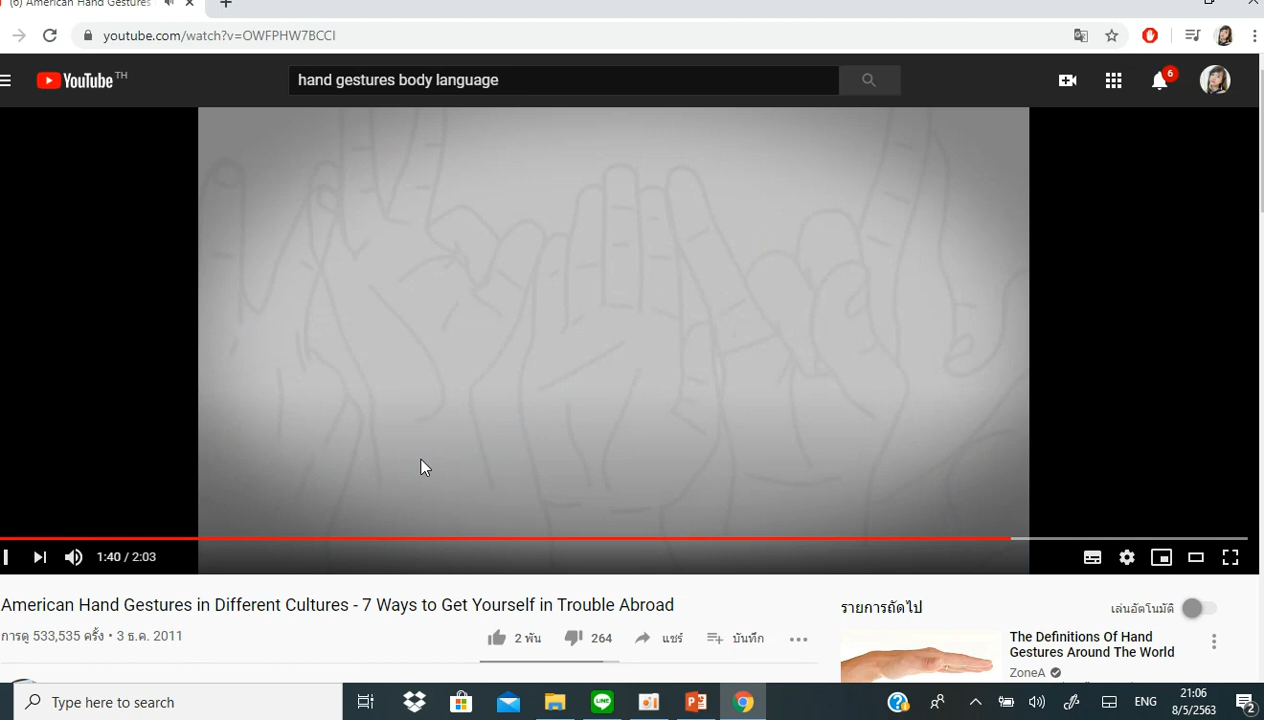 (6) American Hand Gestures
youtube.com/watch?v=OWFPHW7BCCI
YouTube TH
hand gestures body language
6
1:40 / 2:03
American Hand Gestures in Different Cultures - 7 Ways to Get Yourself in Trouble Abroad
การดู 533,535 ครั้ง • 3 ธ.ค. 2011
2 พัน
264
แชร์
บันทึก
รายการถัดไป
เล่นอัตโนมัติ
The Definitions Of Hand
Gestures Around The World
ZoneA
Type here to search
ENG
21:06
8/5/2563
2